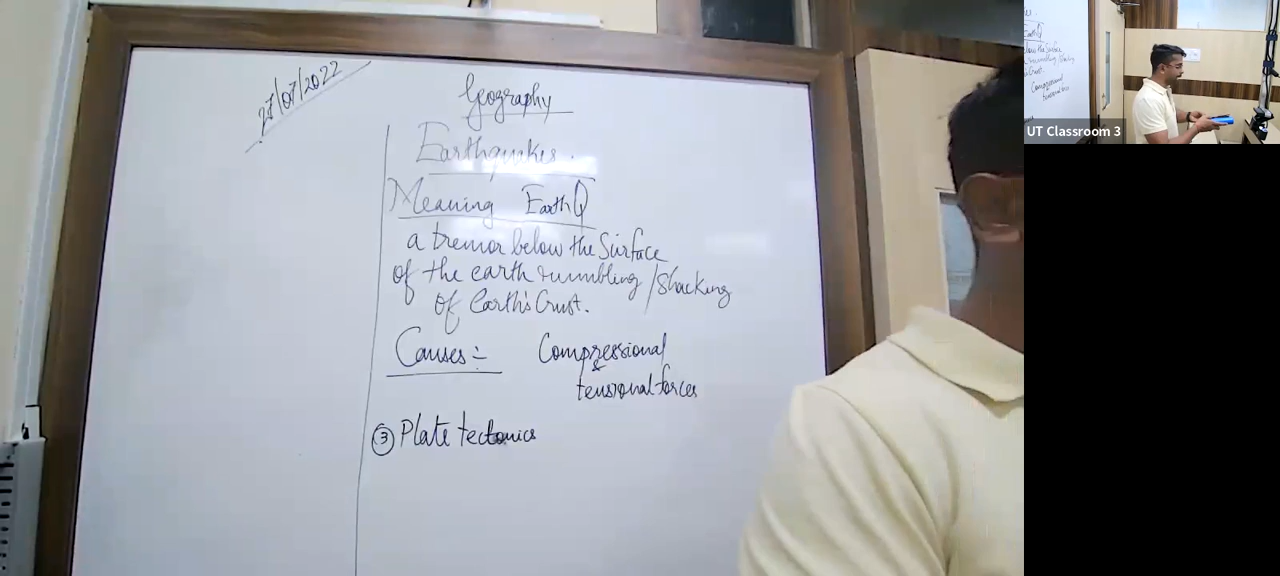 27/07/2022
Geography
Earthquakes.
Meaning EarthQ
a tremor below the Surface
of the earth rumbling/Shacking
of Earth's Crust.
Causes:- Compressional
&
tensional forces
③ Plate tectonics
UT Classroom 3